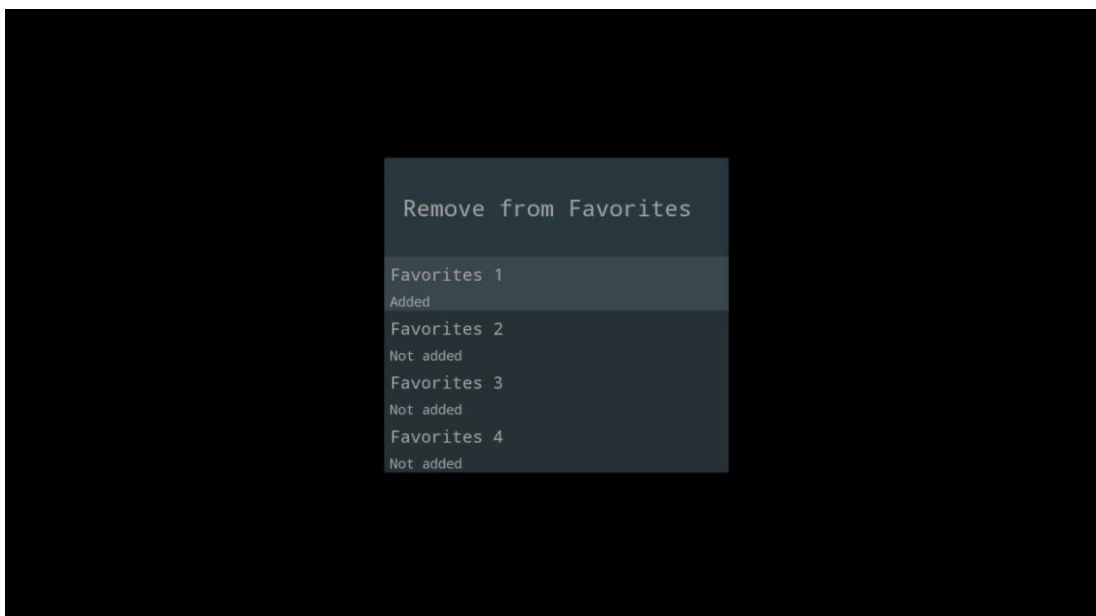 Remove from Favorites
Favorites 1
Added
Favorites 2
Not added
Favorites 3
Not added
Favorites 4
Not added